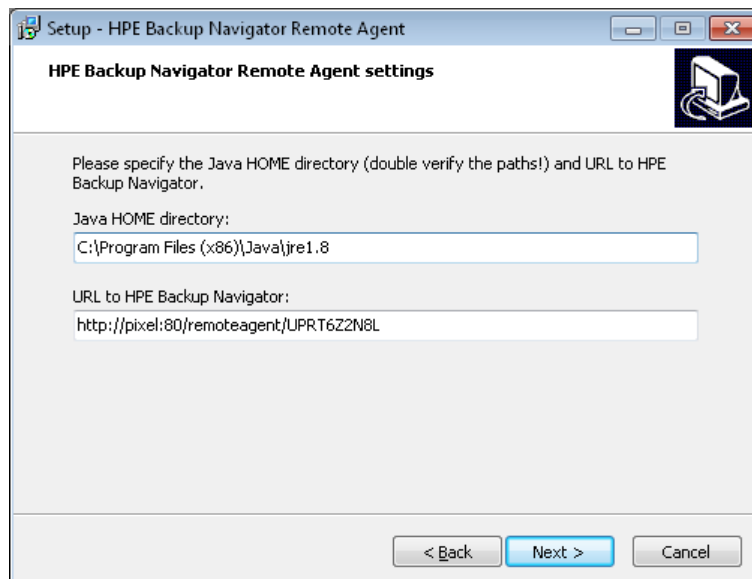 Setup - HPE Backup Navigator Remote Agent
HPE Backup Navigator Remote Agent settings
Please specify the Java HOME directory (double verify the paths!) and URL to HPE
Backup Navigator.
Java HOME directory:
C:\Program Files (x86)\Java\jre1.8
URL to HPE Backup Navigator:
http://pixel:80/remoteagent/UPRT6Z2N8L
< Back Next > Cancel